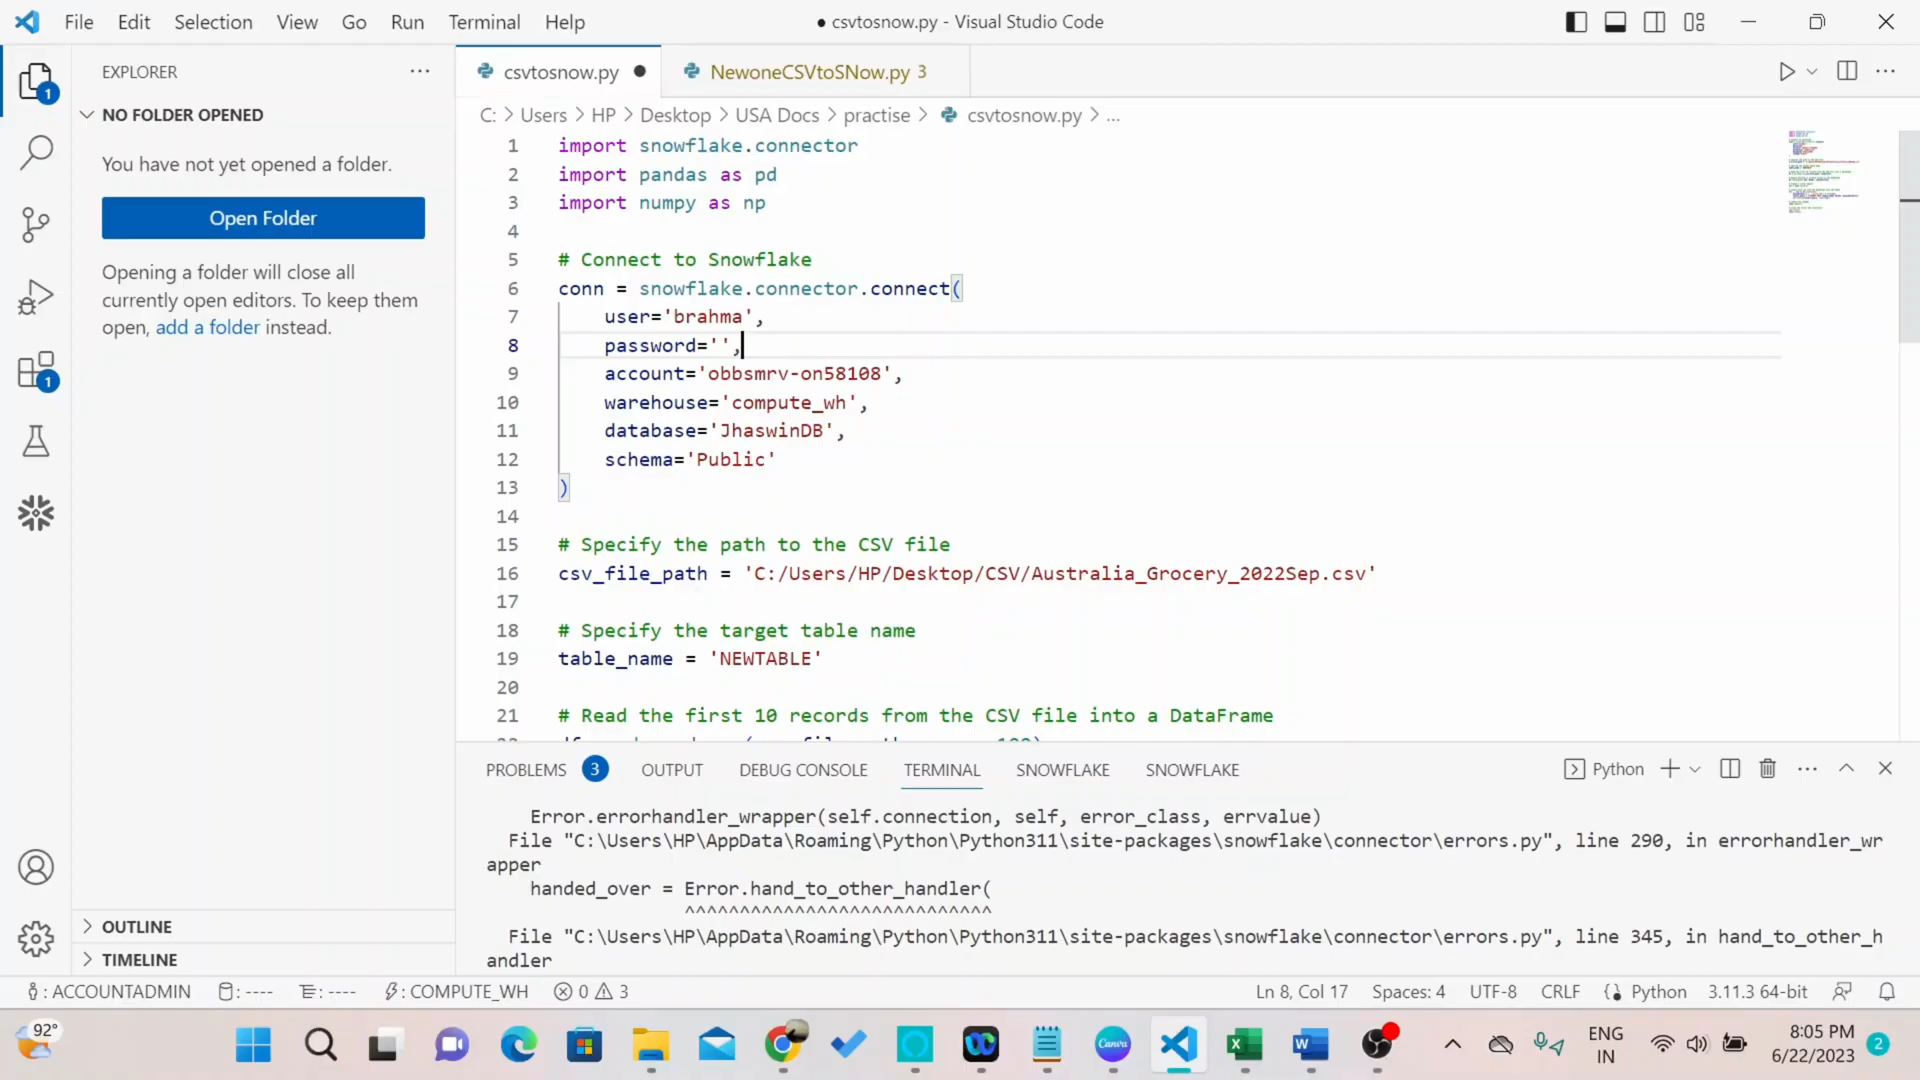 File Edit Selection View Go Run Terminal Help
● csvtosnow.py - Visual Studio Code
EXPLORER
1
NO FOLDER OPENED
You have not yet opened a folder.
Open Folder
Opening a folder will close all
currently open editors. To keep them
open, add a folder instead.
1
OUTLINE
TIMELINE
csvtosnow.py ●
NewoneCSVtoSNow.py 3
C: > Users > HP > Desktop > USA Docs > practise > csvtosnow.py > ...
1 import snowflake.connector
2 import pandas as pd
3 import numpy as np
4
5 # Connect to Snowflake
6 conn = snowflake.connector.connect(
7 user='brahma',
8 password='',
9 account='obbsmrv-on58108',
10 warehouse='compute_wh',
11 database='JhaswinDB',
12 schema='Public'
13 )
14
15 # Specify the path to the CSV file
16 csv_file_path = 'C:/Users/HP/Desktop/CSV/Australia_Grocery_2022Sep.csv'
17
18 # Specify the target table name
19 table_name = 'NEWTABLE'
20
21 # Read the first 10 records from the CSV file into a DataFrame
PROBLEMS 3 OUTPUT DEBUG CONSOLE TERMINAL SNOWFLAKE SNOWFLAKE
Python
Error.errorhandler_wrapper(self.connection, self, error_class, errvalue)
File "C:\Users\HP\AppData\Roaming\Python\Python311\site-packages\snowflake\connector\errors.py", line 290, in errorhandler_wr
apper
handed_over = Error.hand_to_other_handler(
^^^^^^^^^^^^^^^^^^^^^^^^^^^^
File "C:\Users\HP\AppData\Roaming\Python\Python311\site-packages\snowflake\connector\errors.py", line 345, in hand_to_other_h
andler
: ACCOUNTADMIN : ---- : ---- : COMPUTE_WH 0 3
Ln 8, Col 17 Spaces: 4 UTF-8 CRLF Python 3.11.3 64-bit
92°
Canva
ENG
IN
8:05 PM
6/22/2023
2